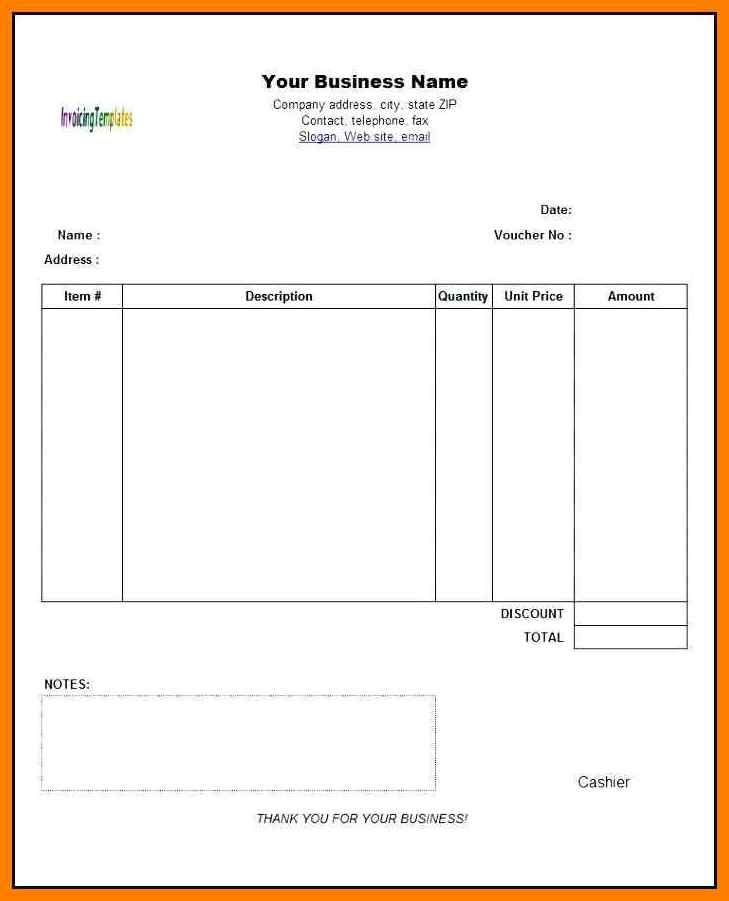 Your Business Name
InvoicingTemplates
Company address, city, state ZIP
Contact, telephone, fax
Slogan, Web site, email
Date:
Name :
Voucher No :
Address :
Item # Description Quantity Unit Price Amount
DISCOUNT
TOTAL
NOTES:
Cashier
THANK YOU FOR YOUR BUSINESS!